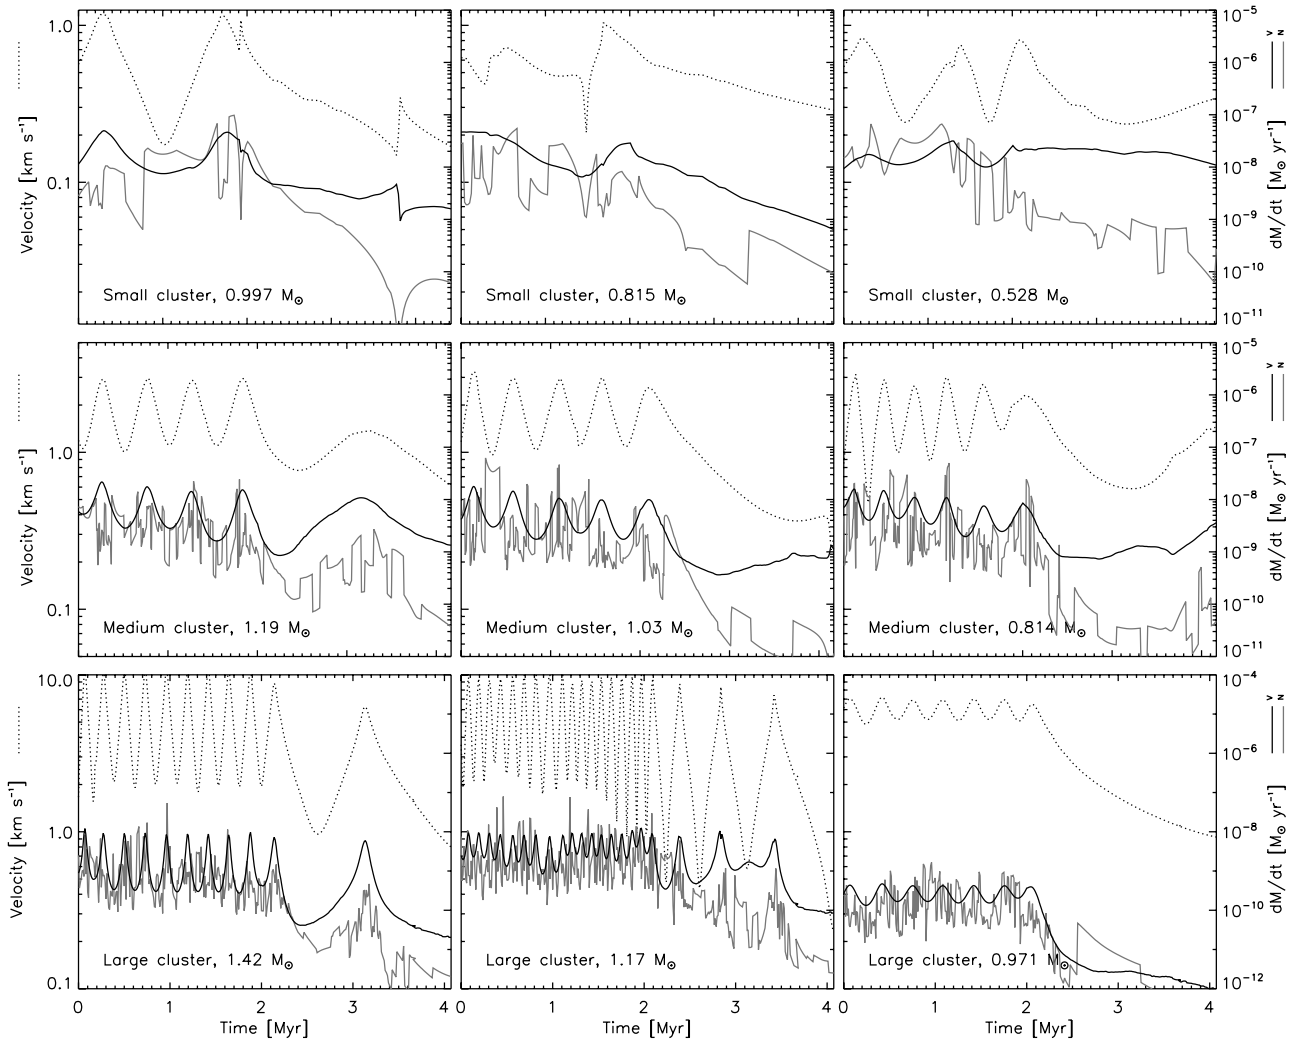 1.0
0.1
Velocity [km s⁻¹]
Small cluster, 0.997 M⊙
Small cluster, 0.815 M⊙
Small cluster, 0.528 M⊙
10⁻⁵
10⁻⁶
10⁻⁷
10⁻⁸
10⁻⁹
10⁻¹⁰
10⁻¹¹
dM/dt [M⊙ yr⁻¹]
V
N
1.0
0.1
Velocity [km s⁻¹]
Medium cluster, 1.19 M⊙
Medium cluster, 1.03 M⊙
Medium cluster, 0.814 M⊙
10⁻⁵
10⁻⁶
10⁻⁷
10⁻⁸
10⁻⁹
10⁻¹⁰
10⁻¹¹
dM/dt [M⊙ yr⁻¹]
V
N
10.0
1.0
0.1
Velocity [km s⁻¹]
Large cluster, 1.42 M⊙
Large cluster, 1.17 M⊙
Large cluster, 0.971 M⊙
10⁻⁴
10⁻⁶
10⁻⁸
10⁻¹⁰
10⁻¹²
dM/dt [M⊙ yr⁻¹]
V
N
0 1 2 3 4 0 1 2 3 4 0 1 2 3 4
Time [Myr] Time [Myr] Time [Myr]